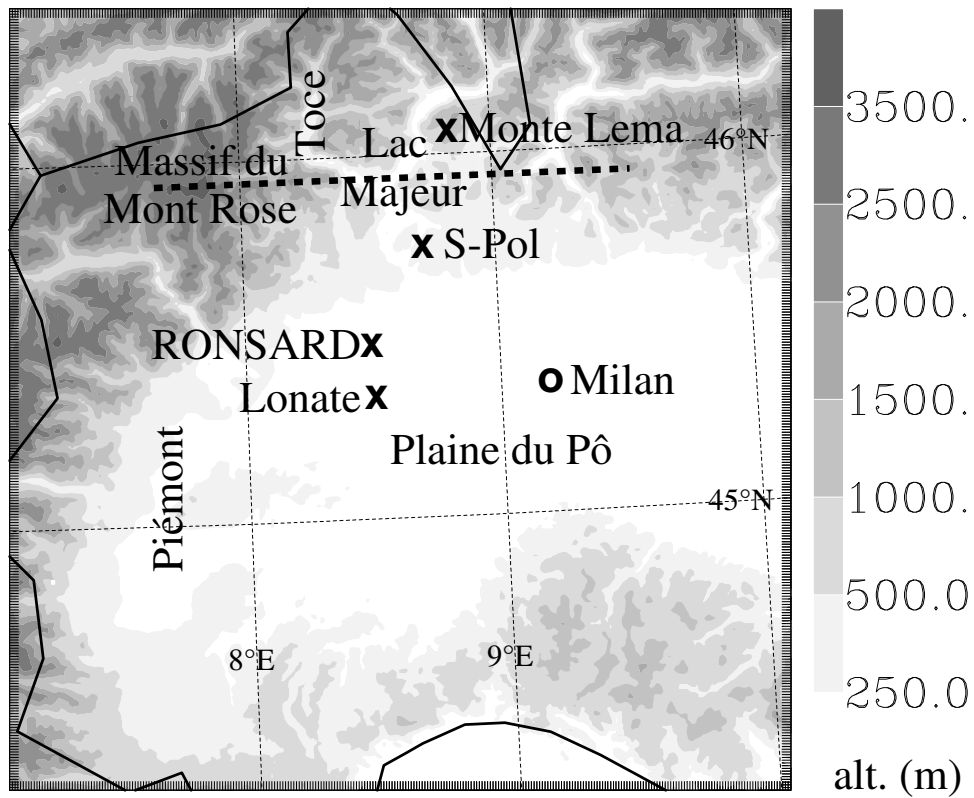 Toce
Lac
Monte Lema
46°N
Massif du
Mont Rose
Majeur
S-Pol
RONSARD
Lonate
Milan
Plaine du Pô
Piémont
45°N
8°E
9°E
3500.
2500.
2000.
1500.
1000.
500.0
250.0
alt. (m)